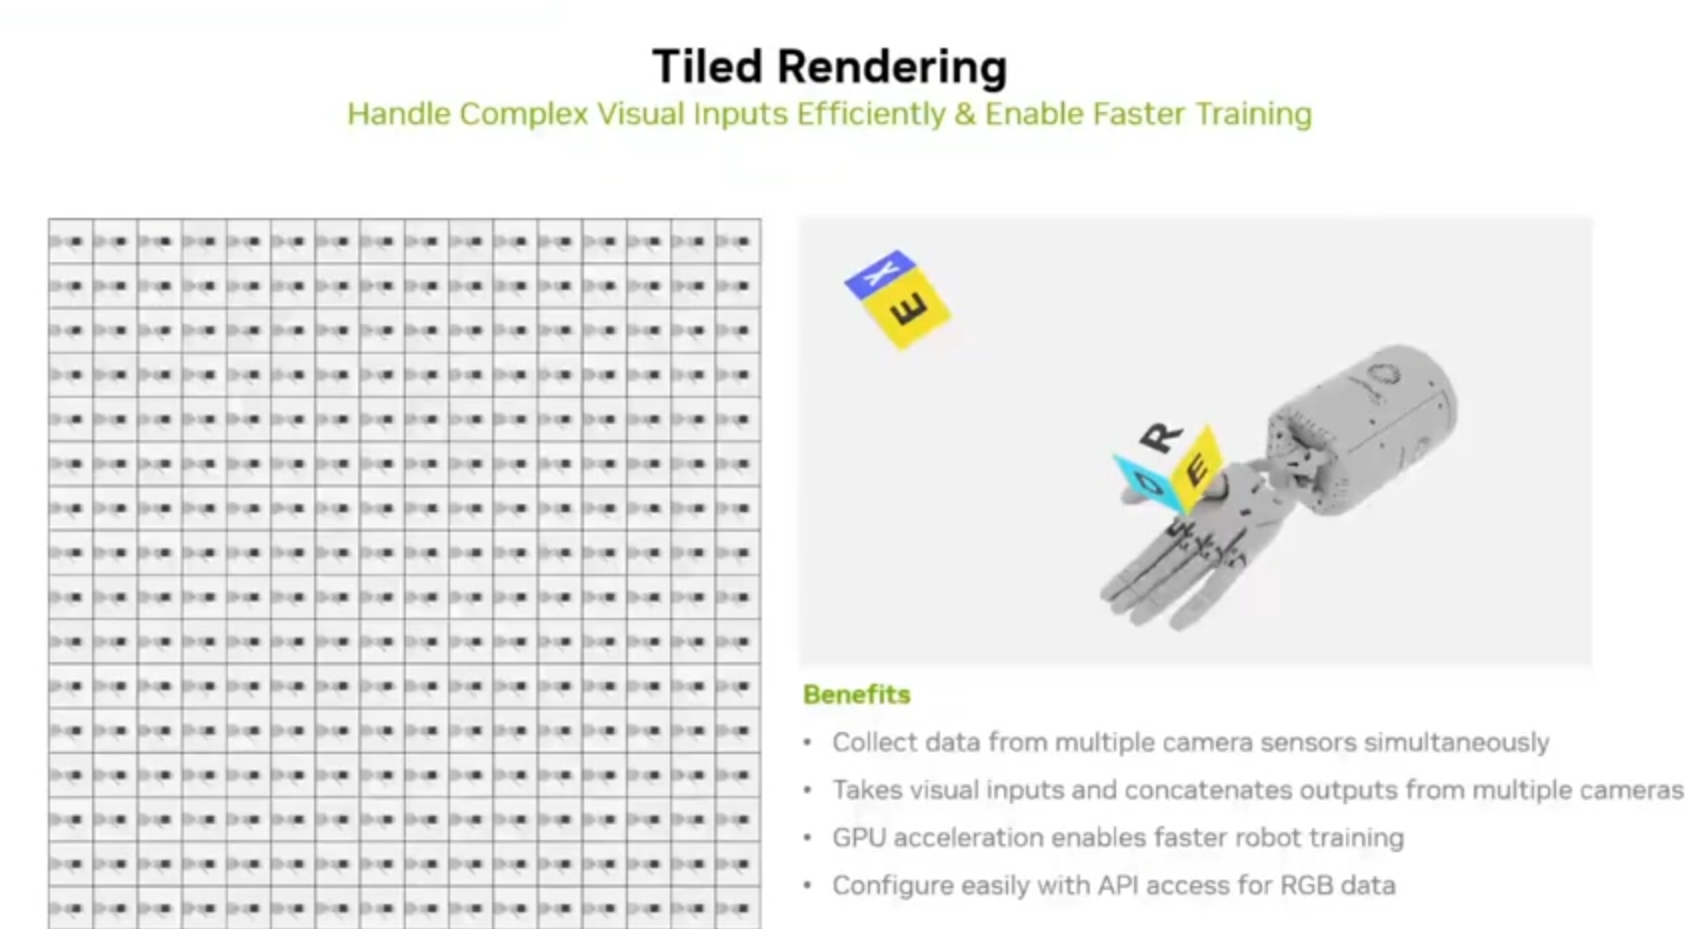 Tiled Rendering
Handle Complex Visual Inputs Efficiently & Enable Faster Training
X
E
R
O
E
Benefits
• Collect data from multiple camera sensors simultaneously
• Takes visual inputs and concatenates outputs from multiple cameras
• GPU acceleration enables faster robot training
• Configure easily with API access for RGB data